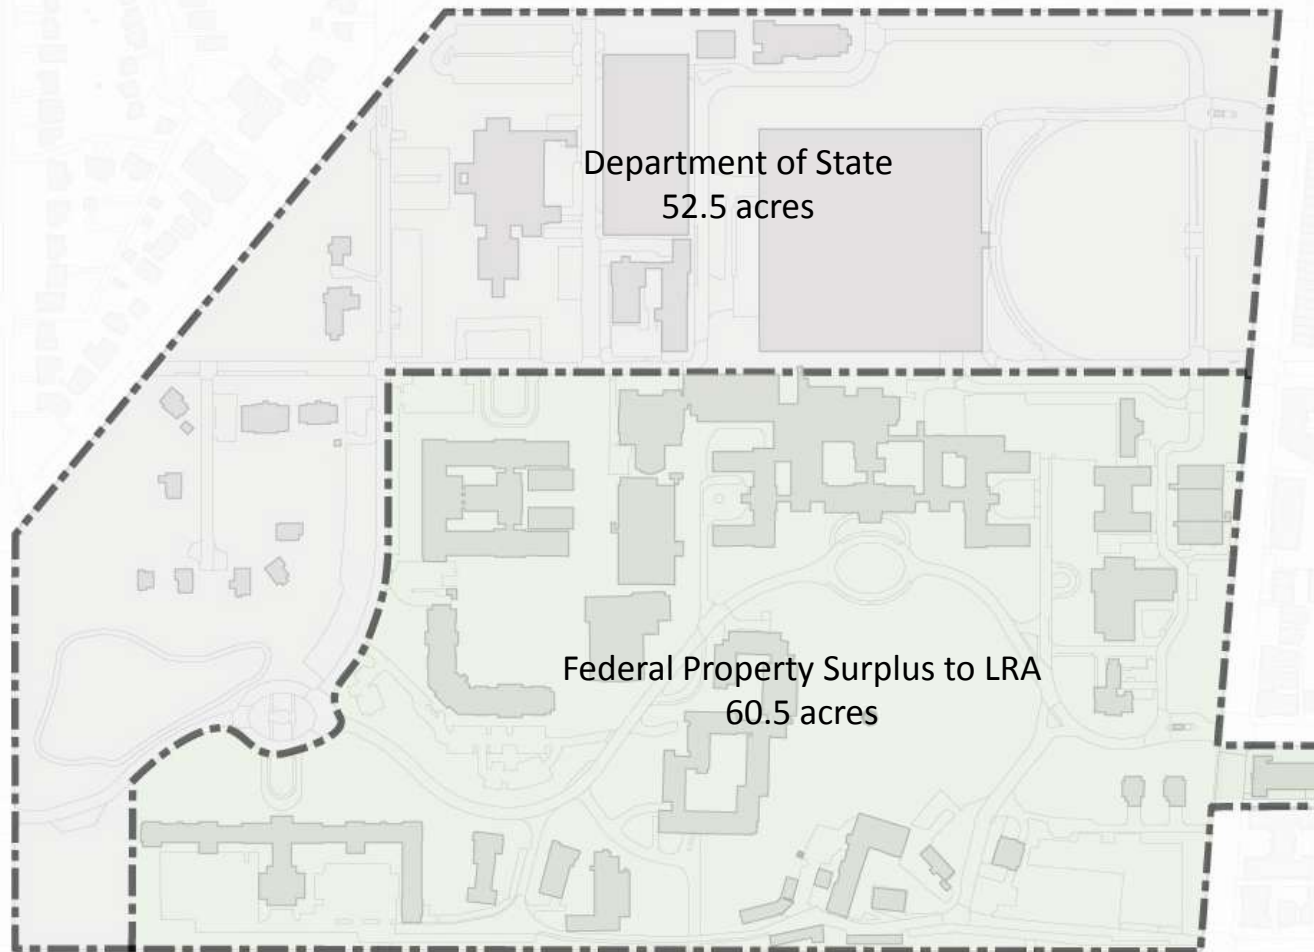 Department of State
52.5 acres
Federal Property Surplus to LRA
60.5 acres